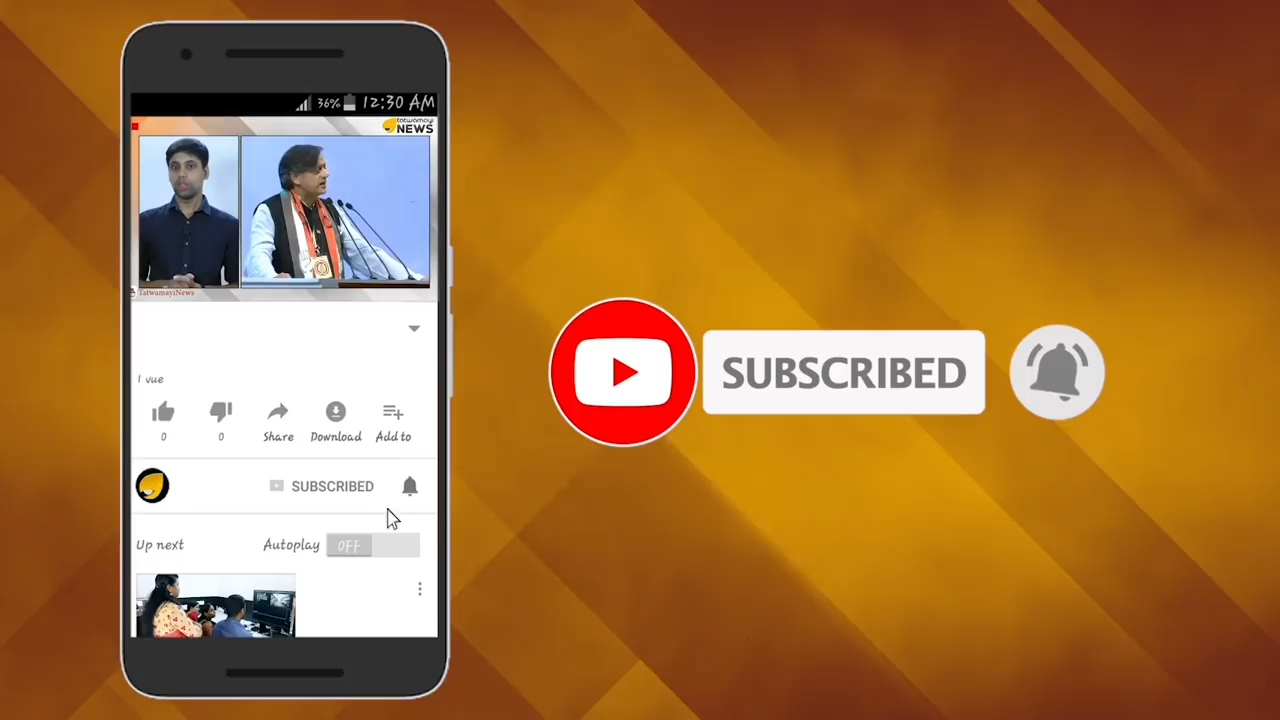 36% 12:30 AM
tatwamayi
NEWS
TatwamayiNews
1 vue
0 0 Share Download Add to
SUBSCRIBED
Up next Autoplay OFF
SUBSCRIBED